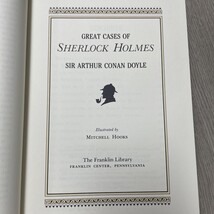 GREAT CASES OF
SHERLOCK HOLMES
SIR ARTHUR CONAN DOYLE
Illustrated by
MITCHELL HOOKS
The Franklin Library
FRANKLIN CENTER, PENNSYLVANIA